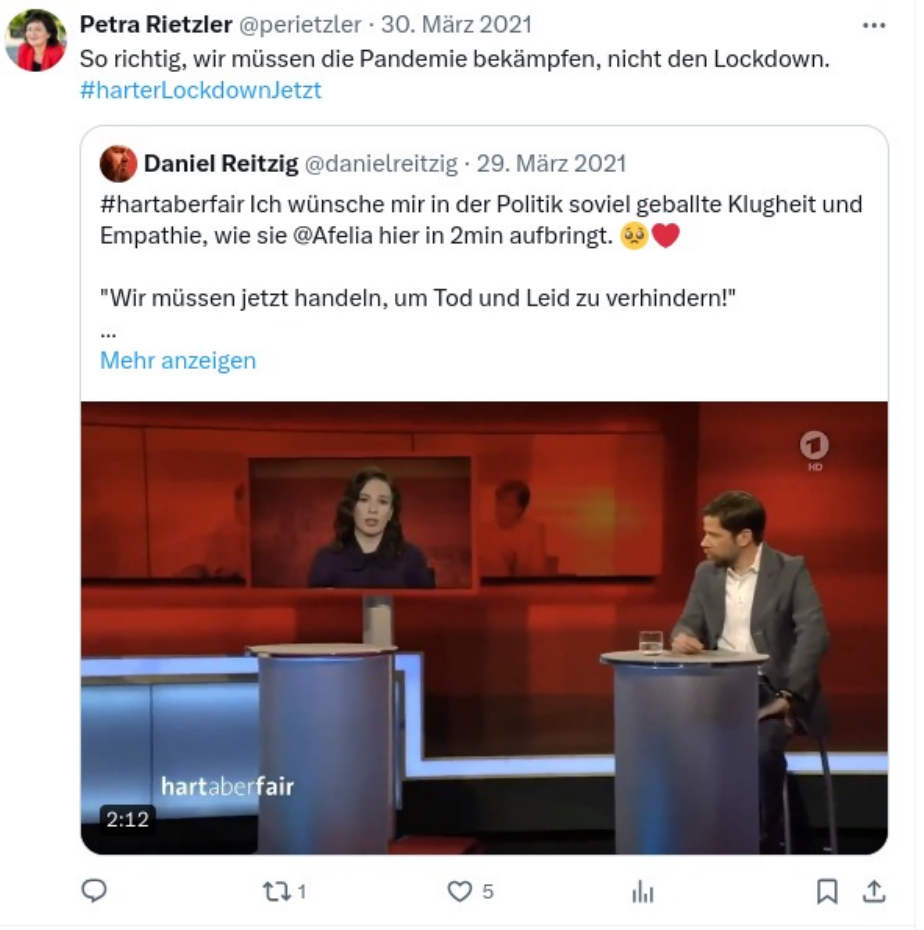 Petra Rietzler @perietzler · 30. März 2021
So richtig, wir müssen die Pandemie bekämpfen, nicht den Lockdown.
#harterLockdownJetzt
Daniel Reitzig @danielreitzig · 29. März 2021
#hartaberfair Ich wünsche mir in der Politik soviel geballte Klugheit und
Empathie, wie sie @Afelia hier in 2min aufbringt. 🥺❤️
"Wir müssen jetzt handeln, um Tod und Leid zu verhindern!"
...
Mehr anzeigen
1
HD
hartaberfair
2:12
1
5